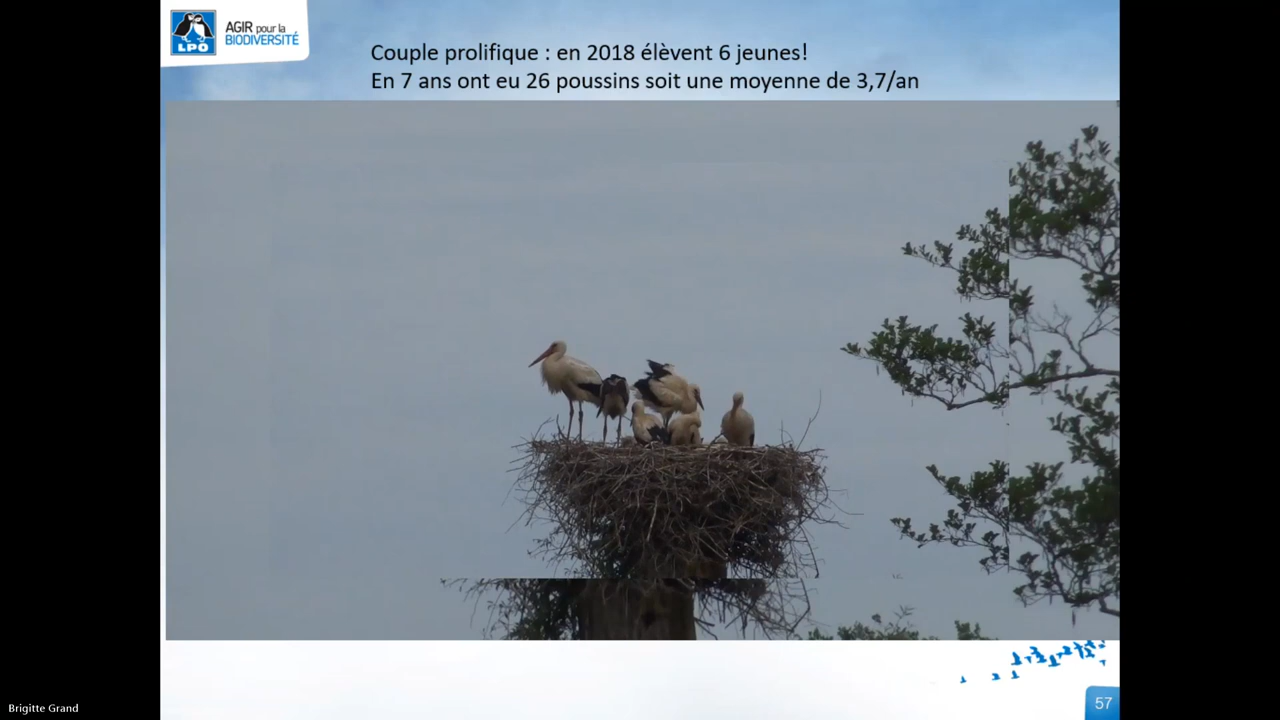 LPO
AGIR pour la
BIODIVERSITÉ
Couple prolifique : en 2018 élèvent 6 jeunes!
En 7 ans ont eu 26 poussins soit une moyenne de 3,7/an
57
Brigitte Grand